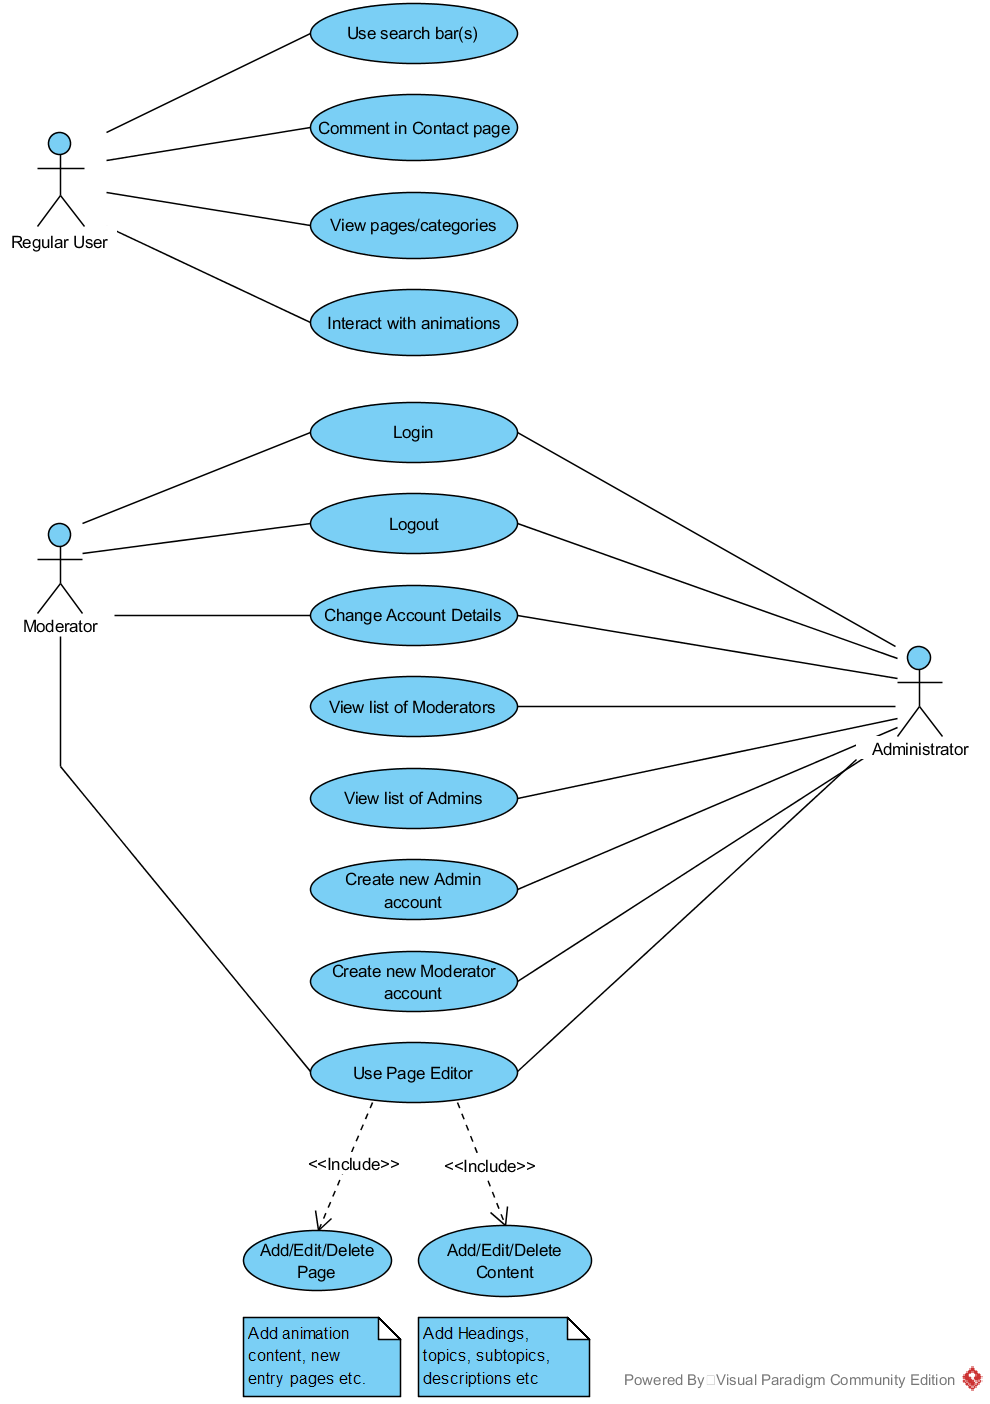 Use search bar(s)
Comment in Contact page
View pages/categories
Regular User
Interact with animations
Login
Logout
Change Account Details
Moderator
View list of Moderators
Administrator
View list of Admins
Create new Admin
account
Create new Moderator
account
Use Page Editor
<<Include>>
<<Include>>
Add/Edit/Delete
Page
Add/Edit/Delete
Content
Add animation
content, new
entry pages etc.
Add Headings,
topics, subtopics,
descriptions etc
Powered By Visual Paradigm Community Edition